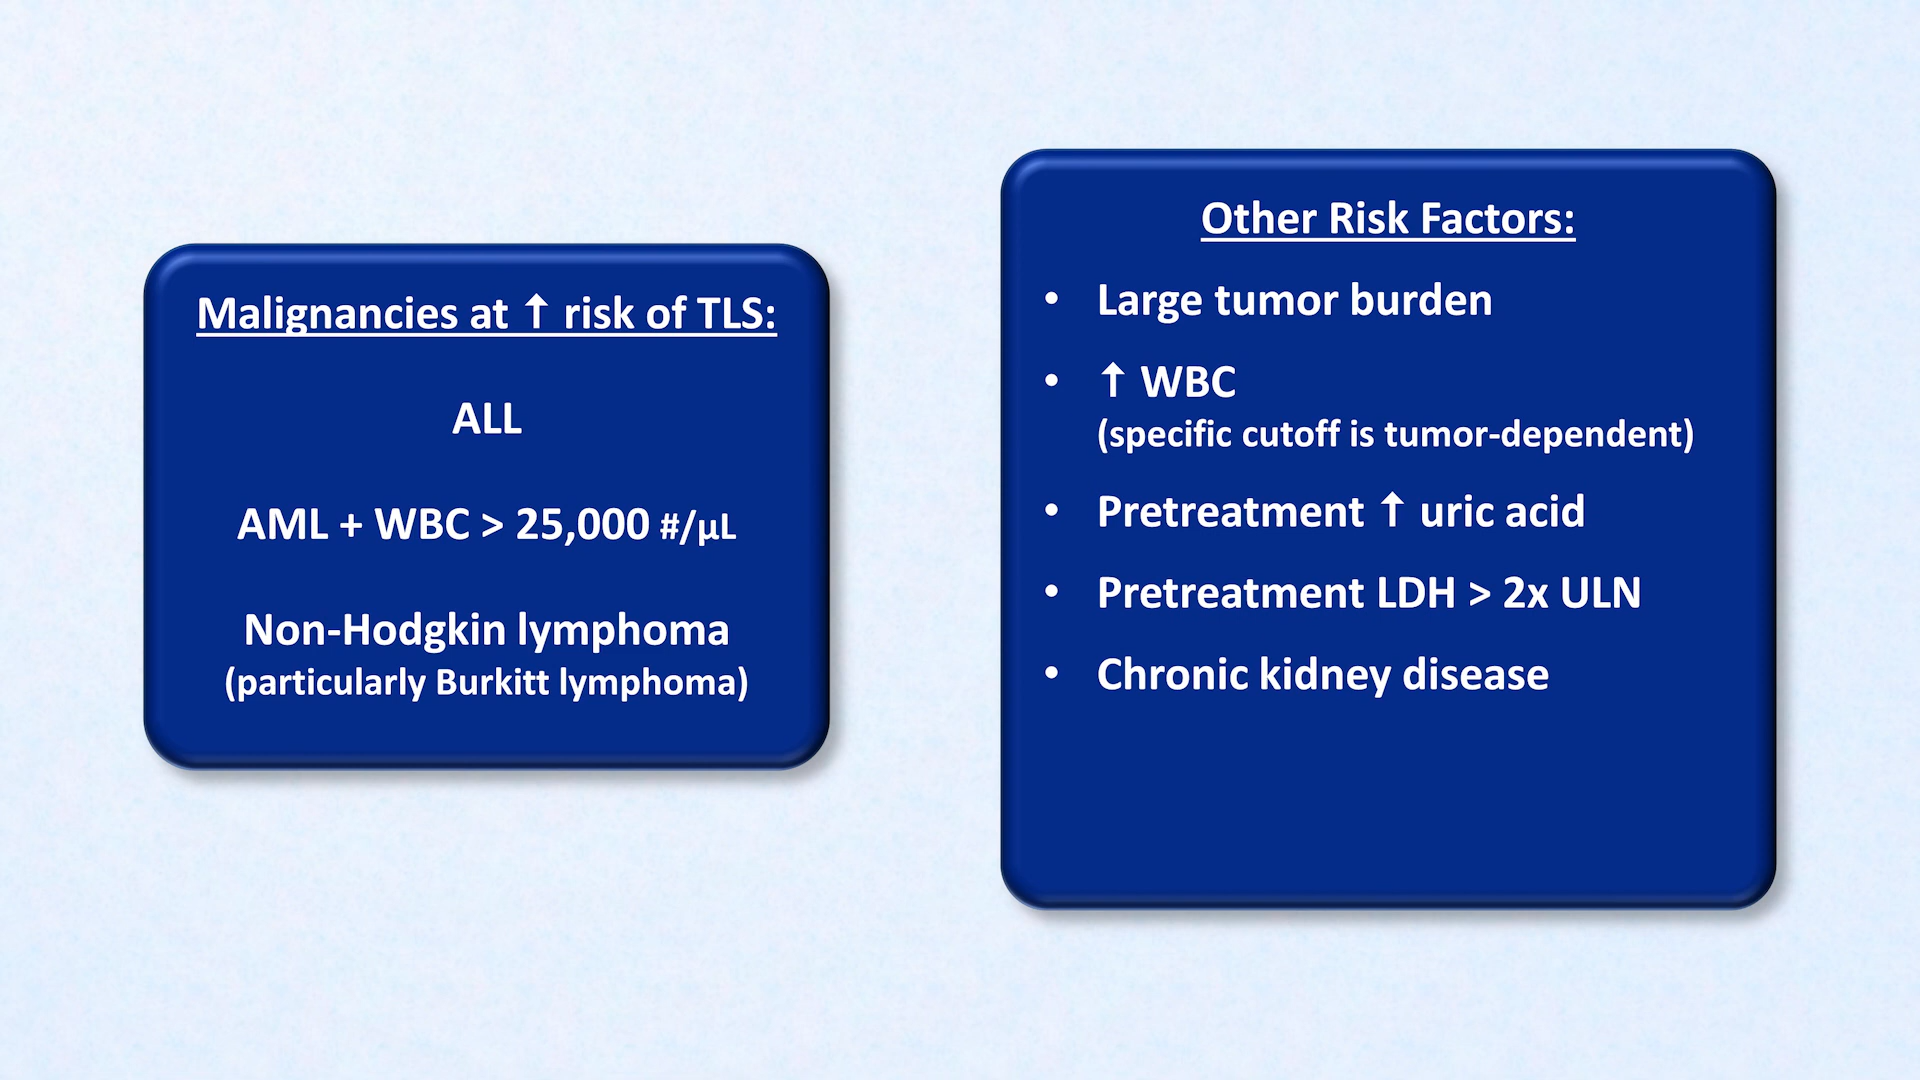 Malignancies at ↑ risk of TLS:
ALL
AML + WBC > 25,000 #/µL
Non-Hodgkin lymphoma
(particularly Burkitt lymphoma)
Other Risk Factors:
• Large tumor burden
• ↑ WBC
(specific cutoff is tumor-dependent)
• Pretreatment ↑ uric acid
• Pretreatment LDH > 2x ULN
• Chronic kidney disease